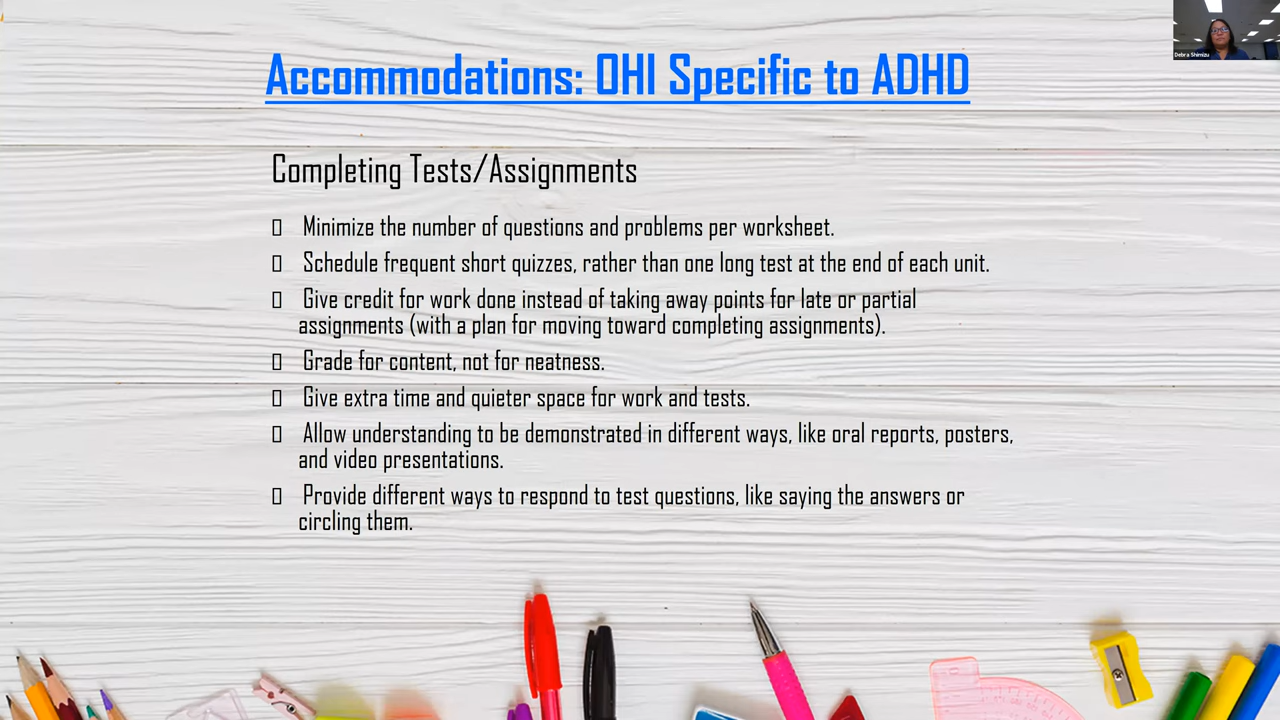 Accommodations: OHI Specific to ADHD
Debra Shimizu
Completing Tests/Assignments
Minimize the number of questions and problems per worksheet.
Schedule frequent short quizzes, rather than one long test at the end of each unit.
Give credit for work done instead of taking away points for late or partial
assignments (with a plan for moving toward completing assignments).
Grade for content, not for neatness.
Give extra time and quieter space for work and tests.
Allow understanding to be demonstrated in different ways, like oral reports, posters,
and video presentations.
Provide different ways to respond to test questions, like saying the answers or
circling them.